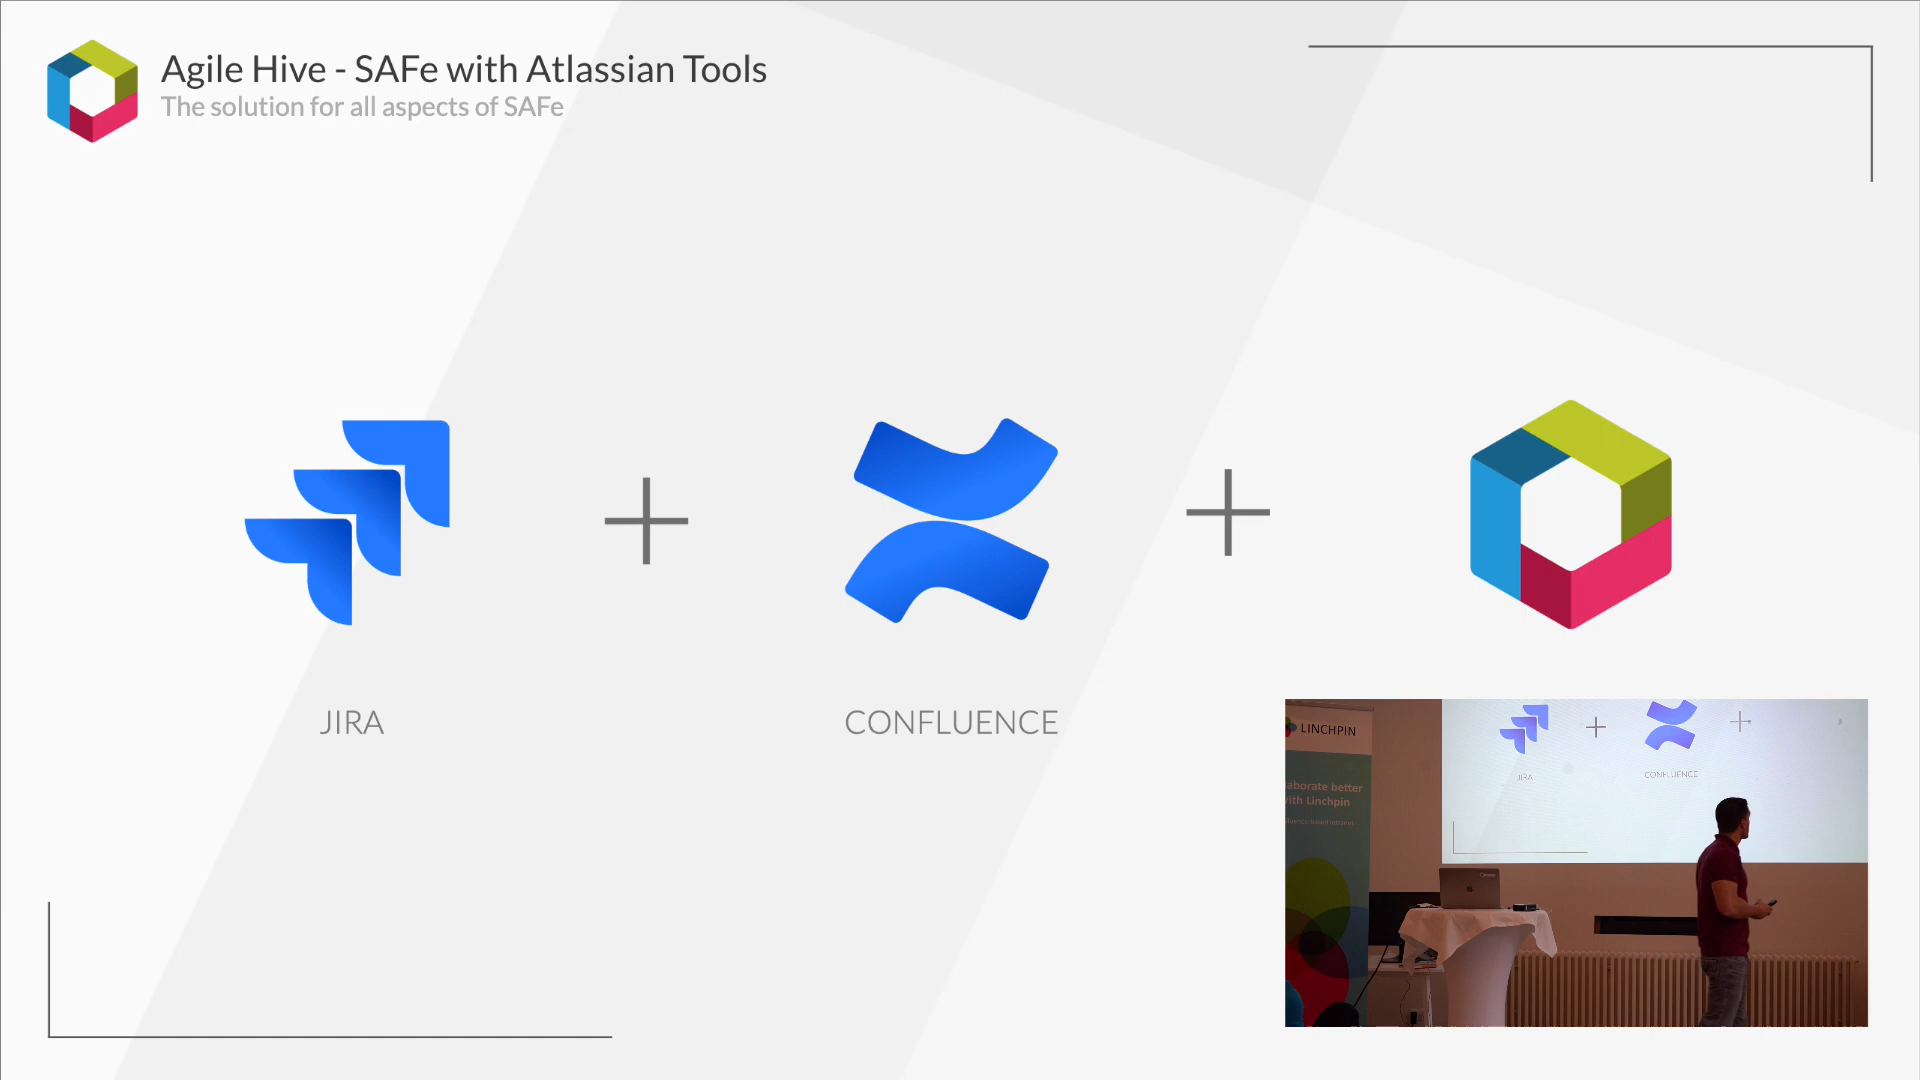 Agile Hive - SAFe with Atlassian Tools
The solution for all aspects of SAFe
JIRA
CONFLUENCE
LINCHPIN
aborate better
ith Linchpin
JIRA
CONFLUENCE